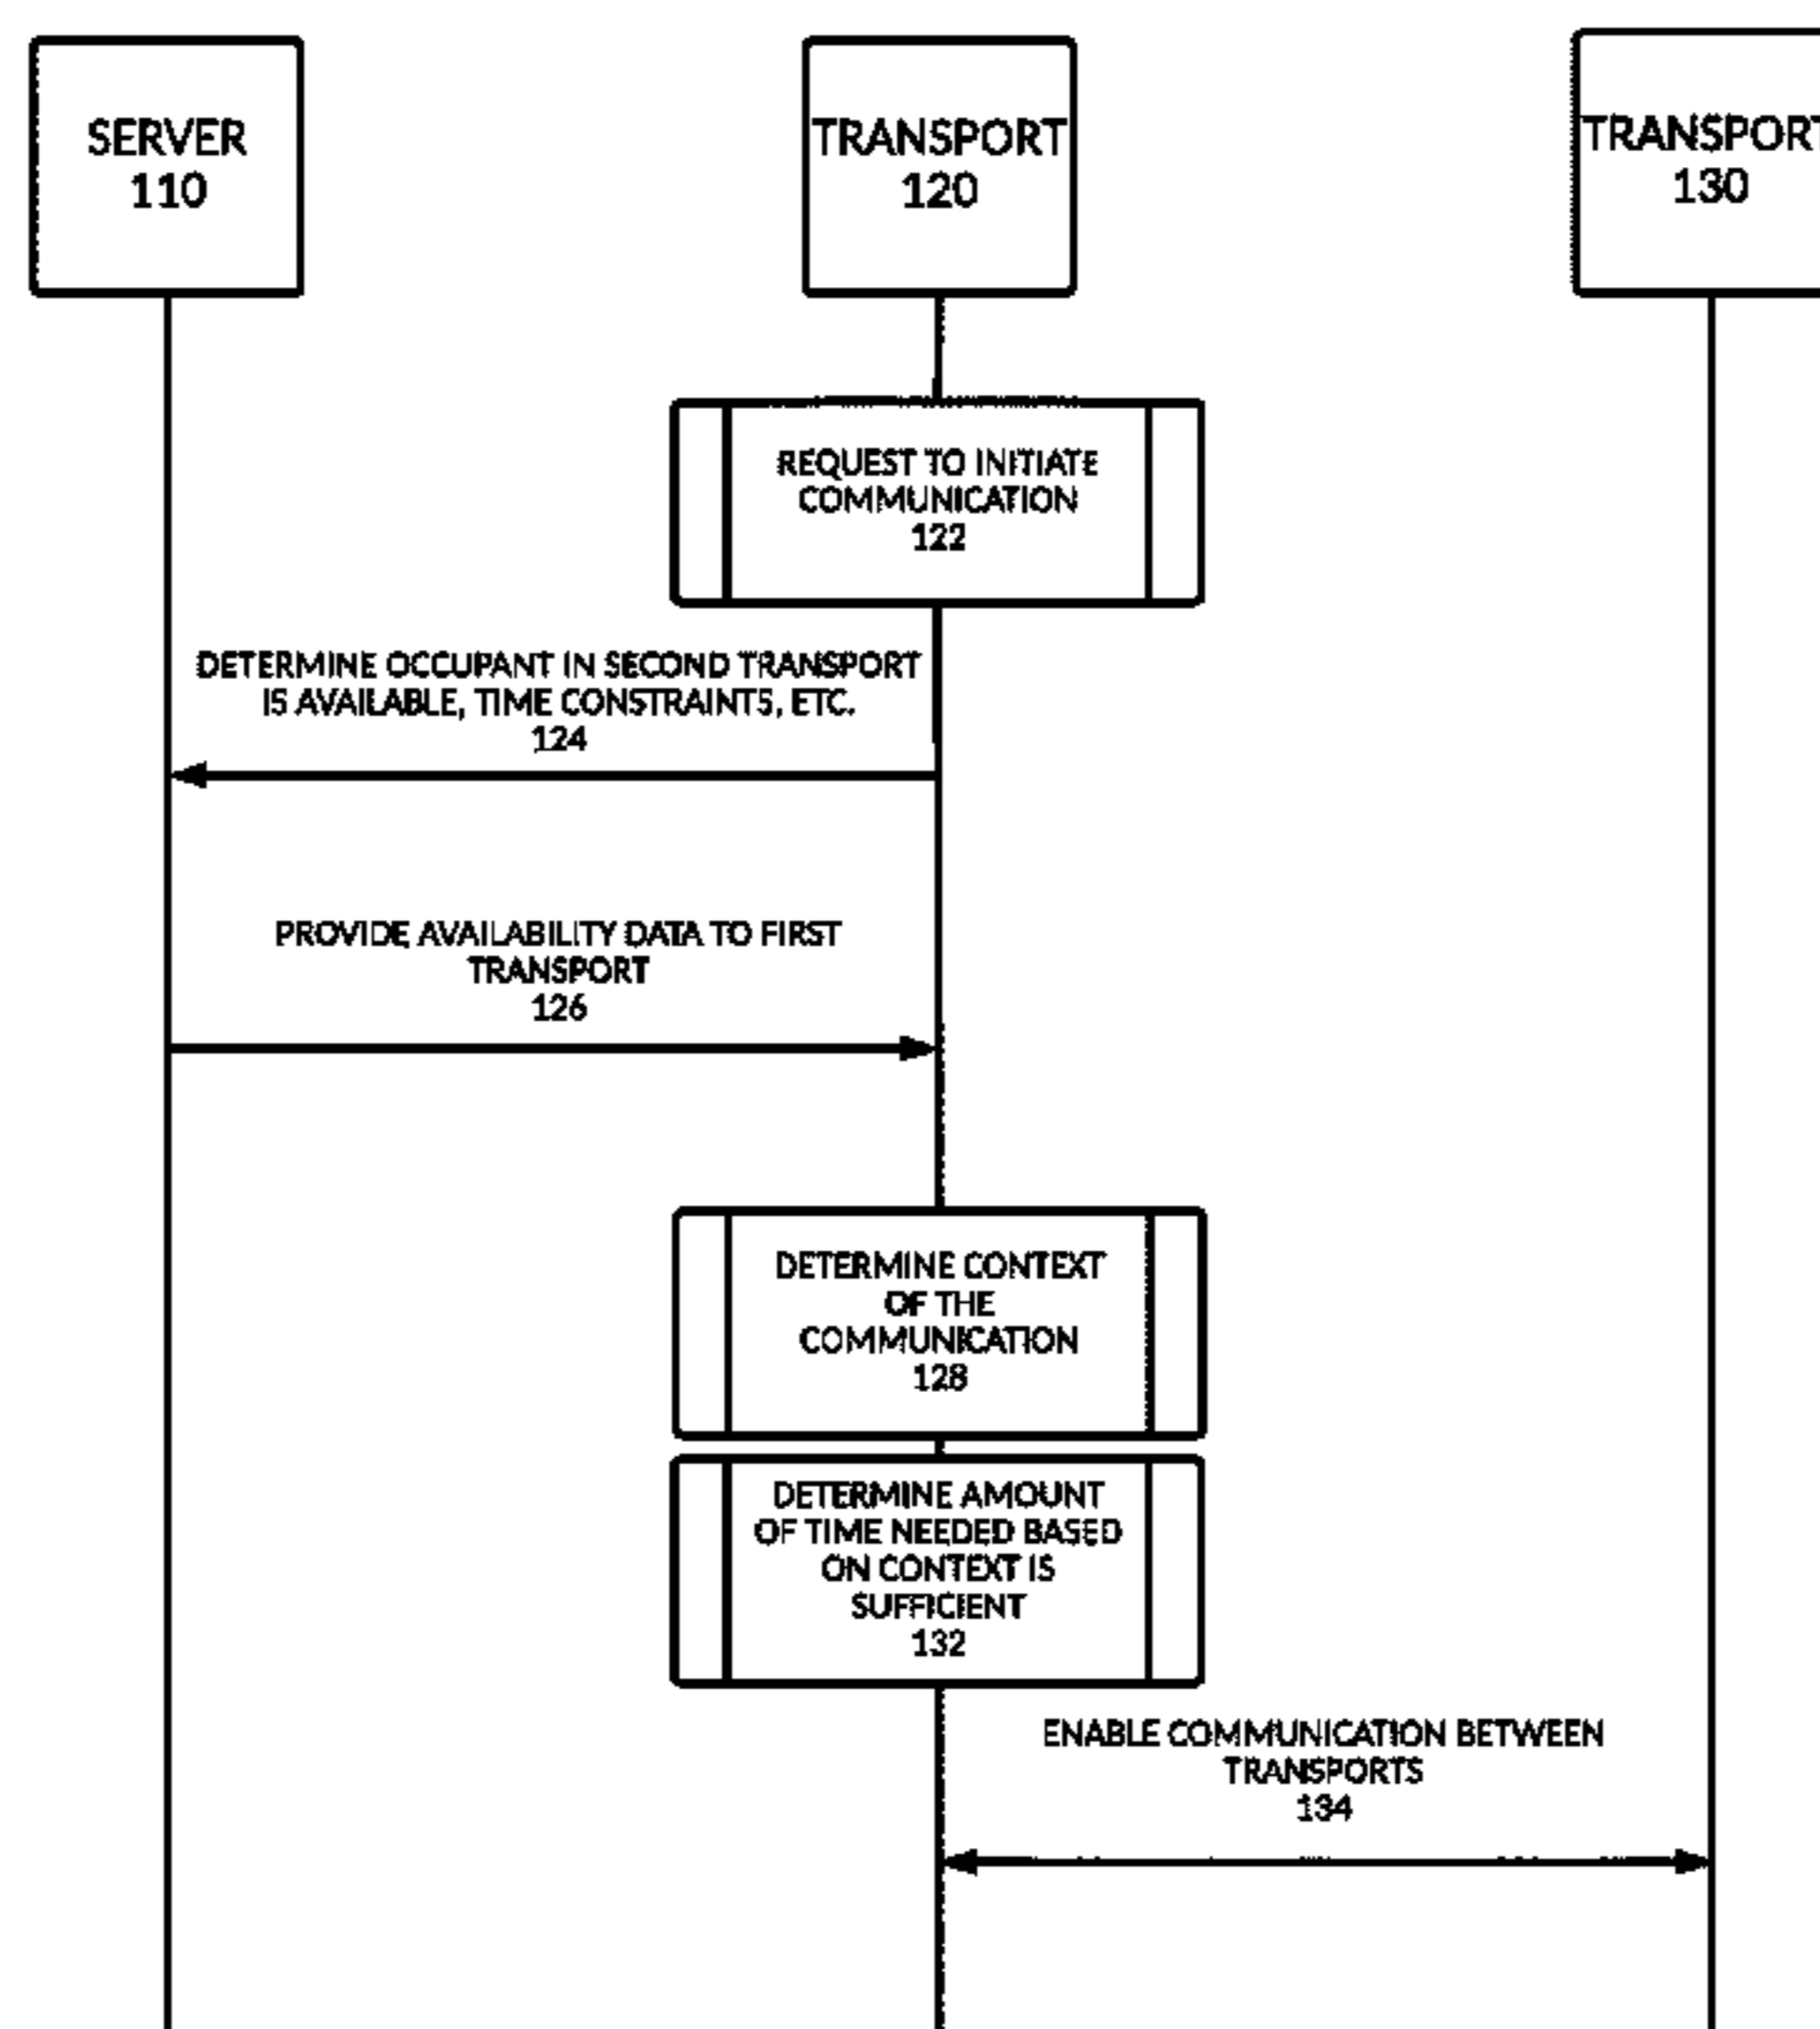 SERVER
110
TRANSPORT
120
TRANSPORT
130
REQUEST TO INITIATE
COMMUNICATION
122
DETERMINE OCCUPANT IN SECOND TRANSPORT
IS AVAILABLE, TIME CONSTRAINTS, ETC.
124
PROVIDE AVAILABILITY DATA TO FIRST
TRANSPORT
126
DETERMINE CONTEXT
OF THE
COMMUNICATION
128
DETERMINE AMOUNT
OF TIME NEEDED BASED
ON CONTEXT IS
SUFFICIENT
132
ENABLE COMMUNICATION BETWEEN
TRANSPORTS
134